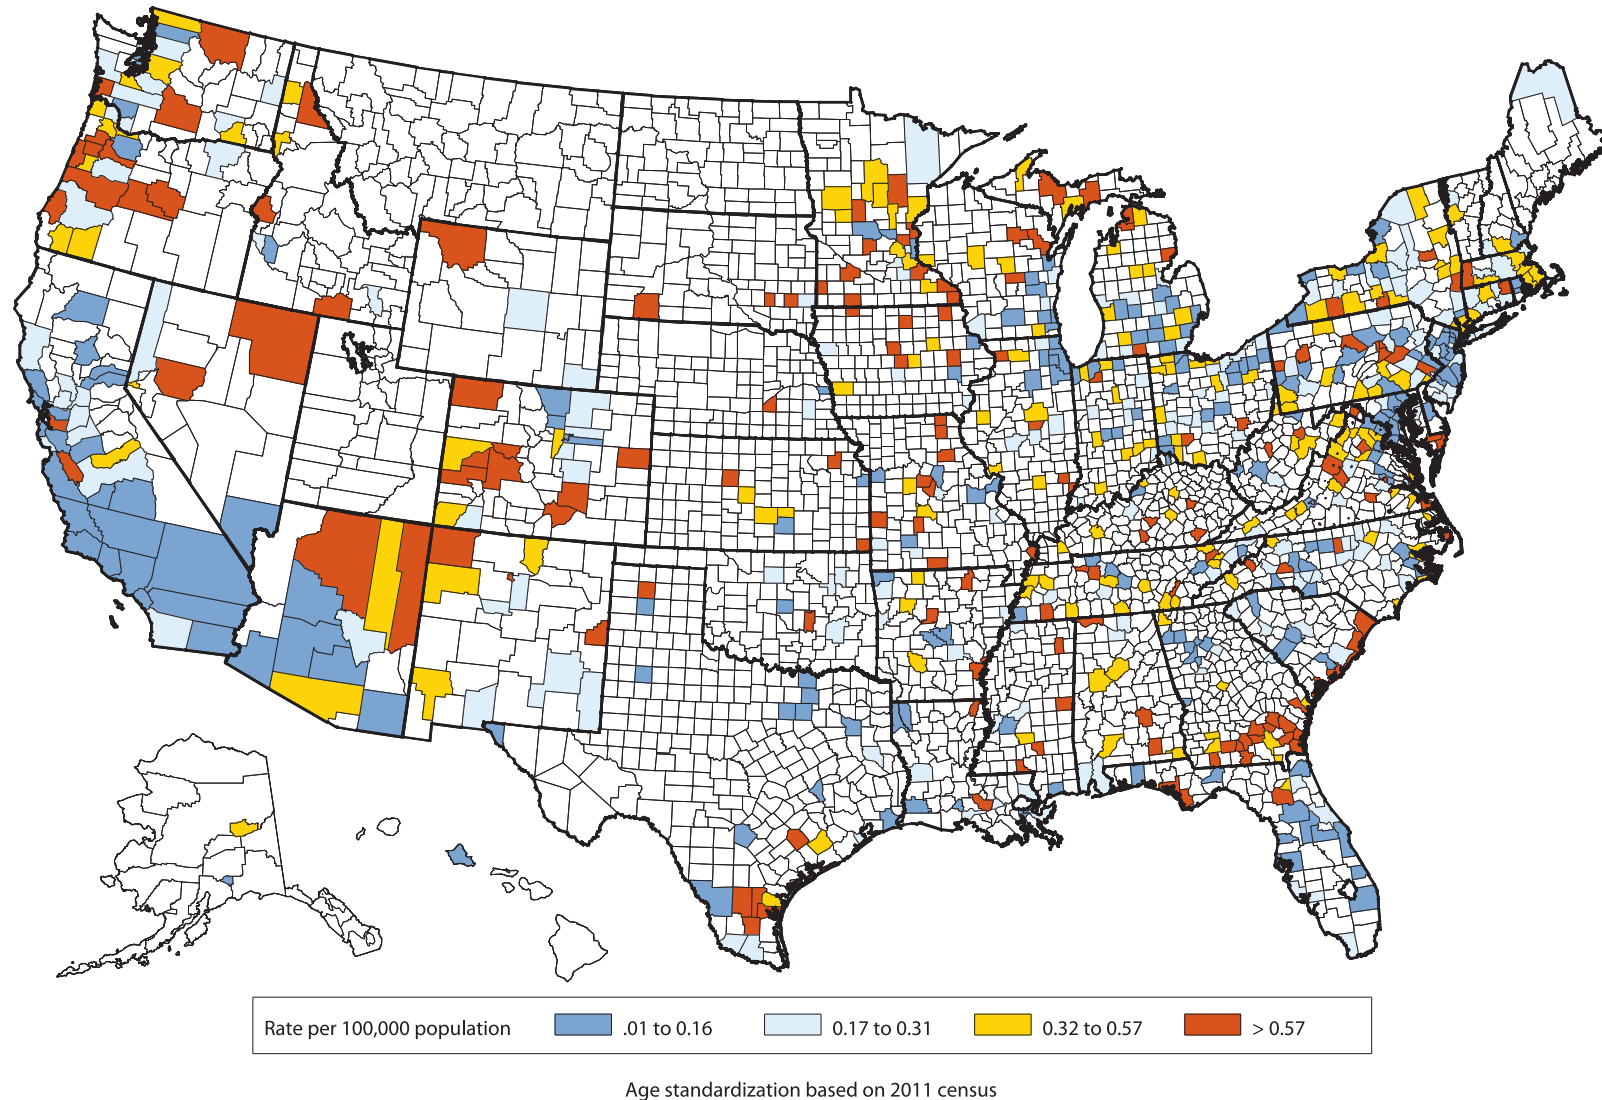 Rate per 100,000 population .01 to 0.16 0.17 to 0.31 0.32 to 0.57 > 0.57
Age standardization based on 2011 census